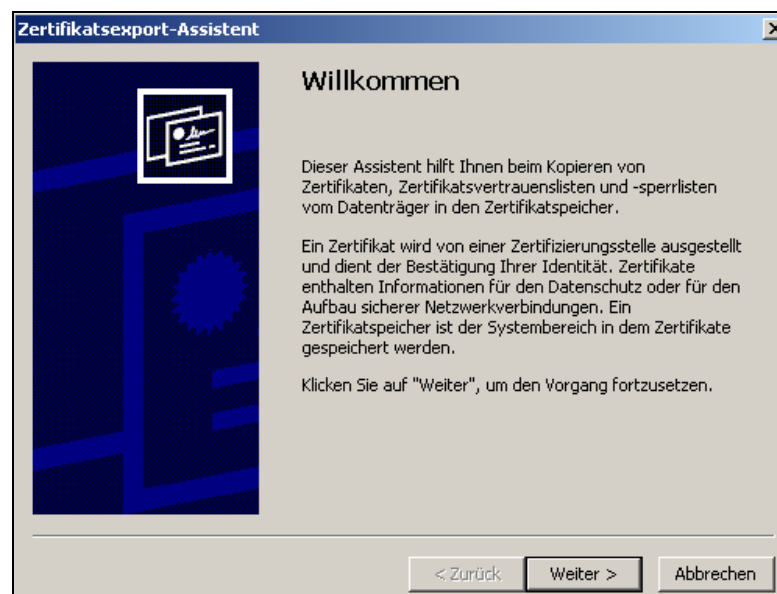 Zertifikatsexport-Assistent
Willkommen
Dieser Assistent hilft Ihnen beim Kopieren von
Zertifikaten, Zertifikatsvertrauenslisten und -sperrlisten
vom Datenträger in den Zertifikatspeicher.
Ein Zertifikat wird von einer Zertifizierungsstelle ausgestellt
und dient der Bestätigung Ihrer Identität. Zertifikate
enthalten Informationen für den Datenschutz oder für den
Aufbau sicherer Netzwerkverbindungen. Ein
Zertifikatspeicher ist der Systembereich in dem Zertifikate
gespeichert werden.
Klicken Sie auf "Weiter", um den Vorgang fortzusetzen.
< Zurück Weiter > Abbrechen